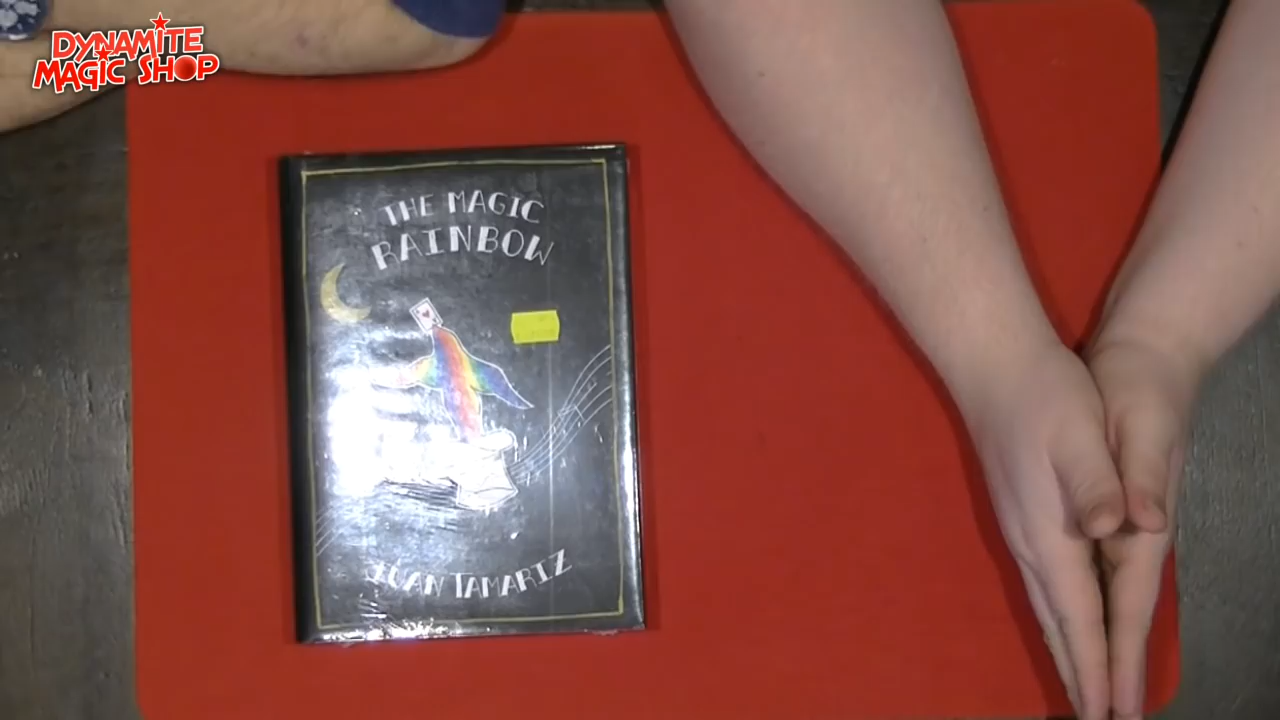 DYNAMITE
MAGIC SHOP
THE MAGIC
RAINBOW
JUAN TAMARIZ